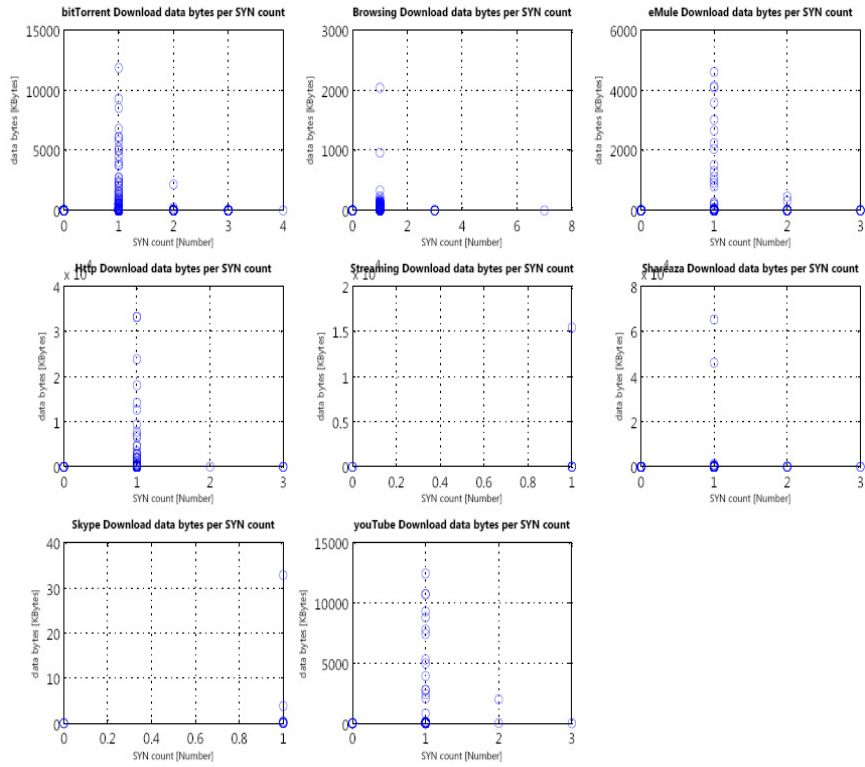 bitTorrent Download data bytes per SYN count
15000
10000
5000
0
data bytes [KBytes]
0 1 2 3 4
SYN count [Number]
Browsing Download data bytes per SYN count
3000
2000
1000
0
data bytes [KBytes]
0 2 4 6 8
SYN count [Number]
eMule Download data bytes per SYN count
6000
4000
2000
0
data bytes [KBytes]
0 1 2 3
SYN count [Number]
x 10^4
Http Download data bytes per SYN count
4
3
2
1
0
data bytes [KBytes]
0 1 2 3
SYN count [Number]
x 10^4
Streaming Download data bytes per SYN count
2
1.5
1
0.5
0
data bytes [KBytes]
0 0.2 0.4 0.6 0.8 1
SYN count [Number]
x 10^4
Shareaza Download data bytes per SYN count
8
6
4
2
0
data bytes [KBytes]
0 1 2 3
SYN count [Number]
Skype Download data bytes per SYN count
40
30
20
10
0
data bytes [KBytes]
0 0.2 0.4 0.6 0.8 1
SYN count [Number]
youTube Download data bytes per SYN count
15000
10000
5000
0
data bytes [KBytes]
0 1 2 3
SYN count [Number]